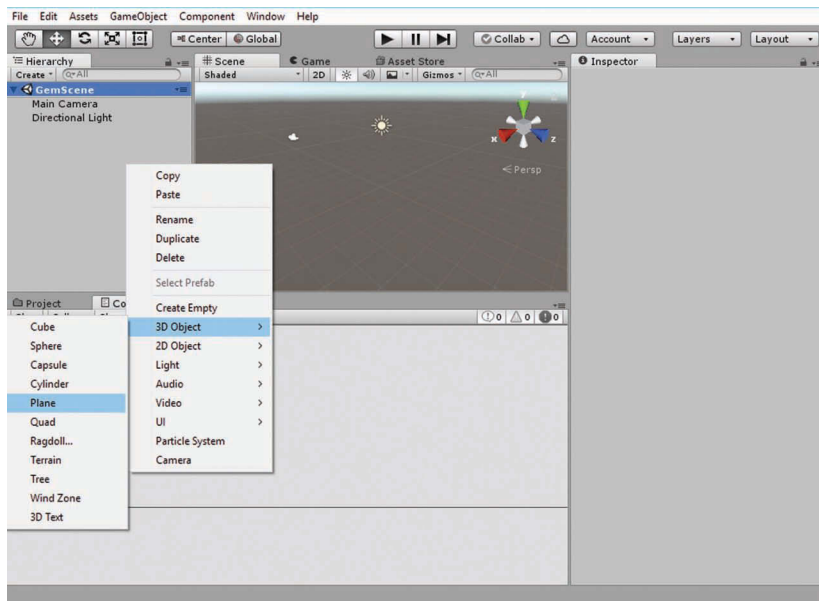 File Edit Assets GameObject Component Window Help
Center Global Collab Account Layers Layout
Hierarchy Scene Game Asset Store Inspector
Create All Shaded 2D Gizmos All
GemScene
Main Camera
Directional Light
y
x z
Persp
Copy
Paste
Rename
Duplicate
Delete
Select Prefab
Create Empty
3D Object
2D Object
Light
Audio
Video
UI
Particle System
Camera
Project Co
0 0 0
Cube
Sphere
Capsule
Cylinder
Plane
Quad
Ragdoll...
Terrain
Tree
Wind Zone
3D Text